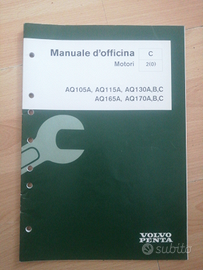 Manuale d'officina
C
Motori
2(0)
AQ105A, AQ115A, AQ130A,B,C
AQ165A, AQ170A,B,C
VOLVO
PENTA
subito